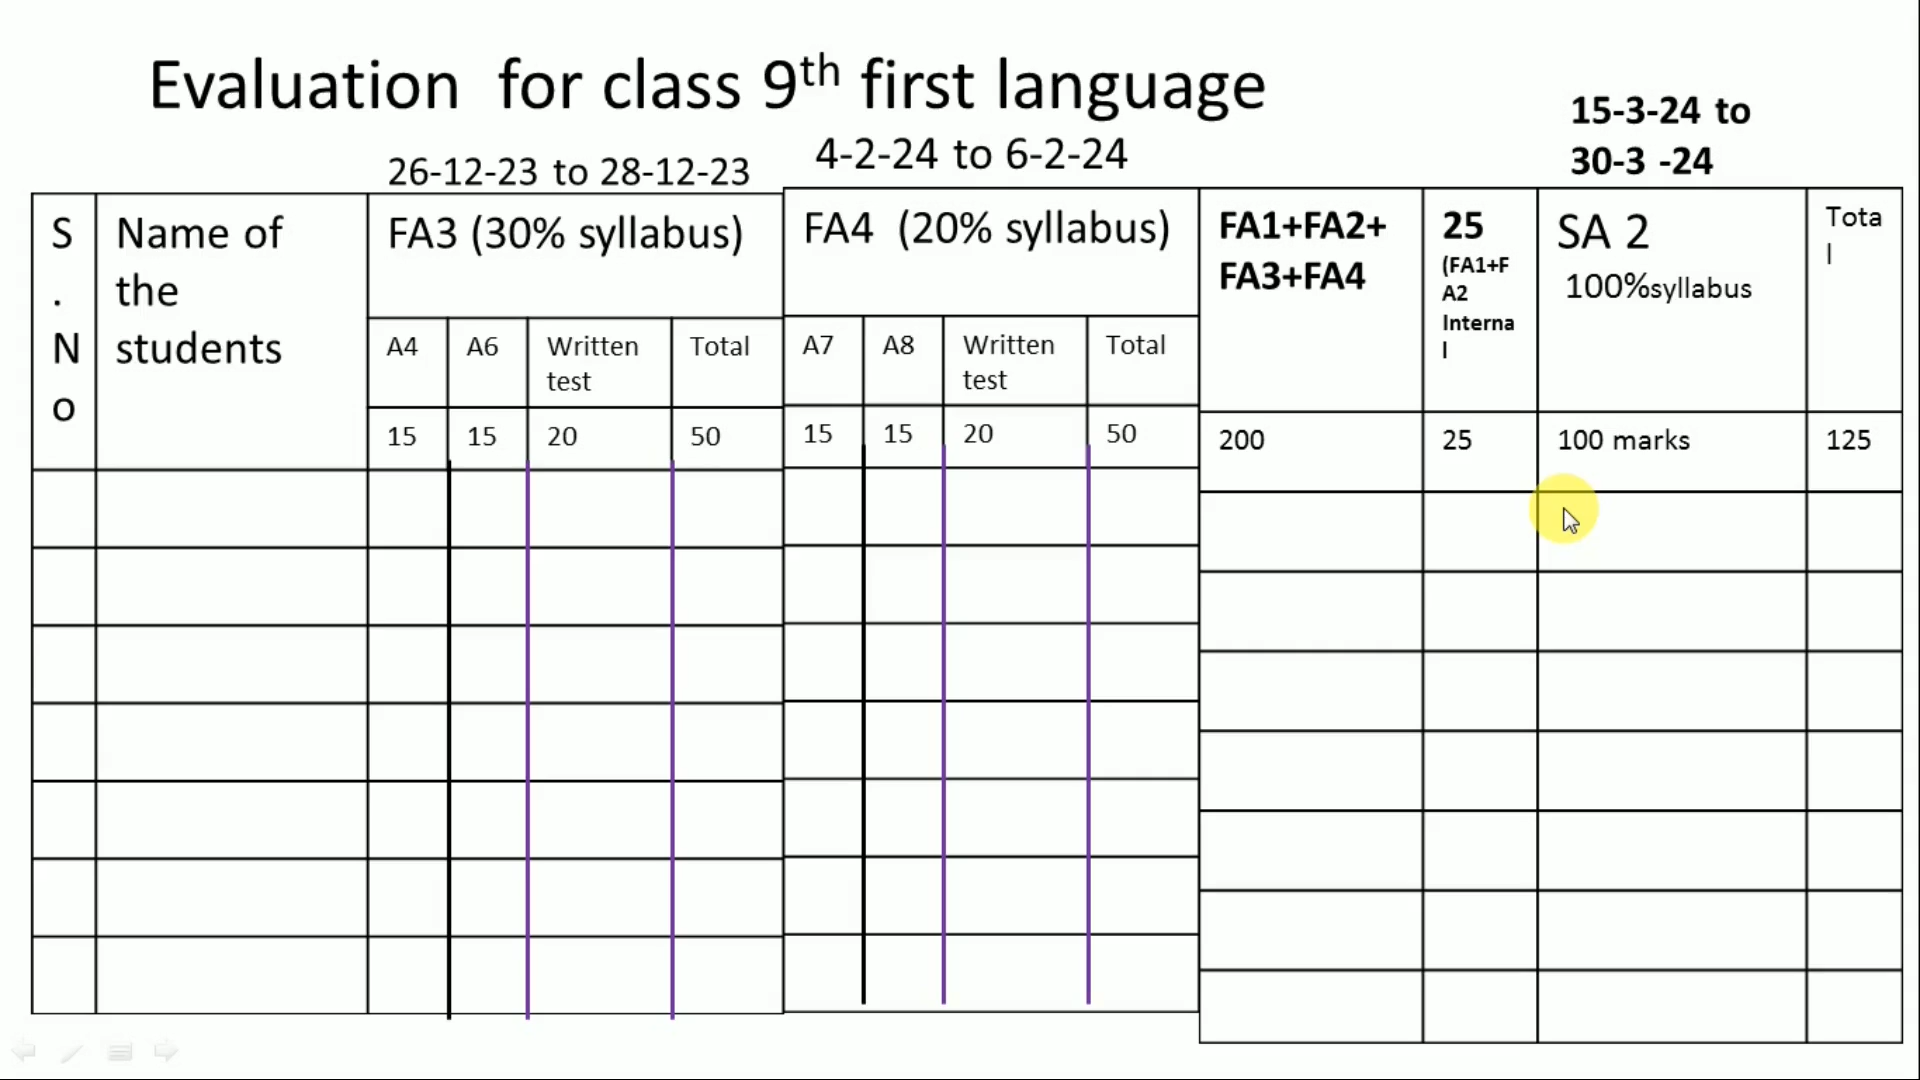 Evaluation for class 9th first language
15-3-24 to
30-3 -24
26-12-23 to 28-12-23
4-2-24 to 6-2-24
S
.
N
o
Name of
the
students
FA3 (30% syllabus)
FA4 (20% syllabus)
FA1+FA2+
FA3+FA4
25
(FA1+F
A2
Interna
l
SA 2
100%syllabus
Tota
l
A4
A6
Written
test
Total
A7
A8
Written
test
Total
15
15
20
50
15
15
20
50
200
25
100 marks
125